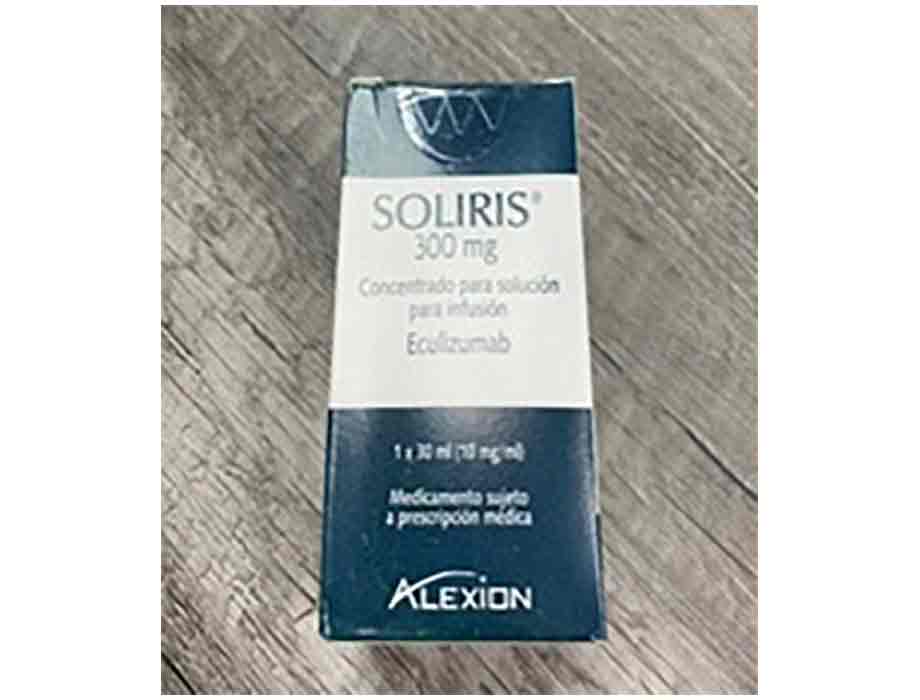 SOLIRIS®
300 mg
Concentrado para solución
para infusión
Eculizumab
1 x 30 ml (10 mg/ml)
Medicamento sujeto
a prescripción médica
ALEXION